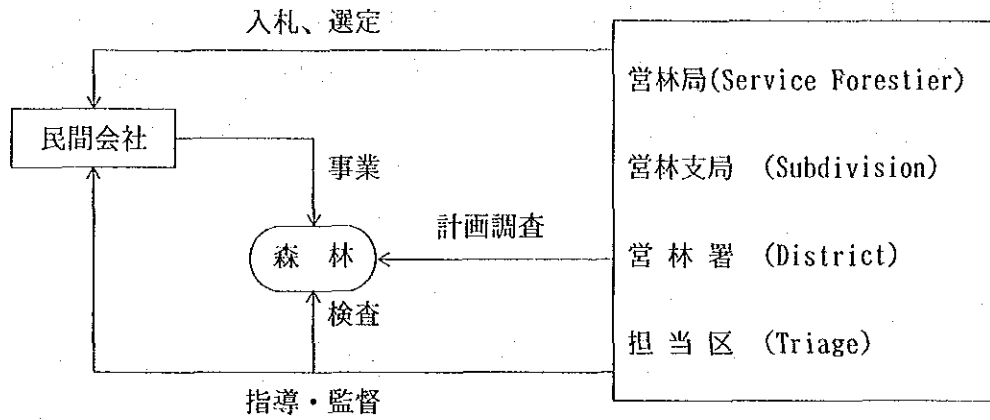 入札、選定
営林局(Service Forestier)
民間会社
事業
営林支局 (Subdivision)
計画調査
森 林
営 林 署 (District)
検査
担 当 区 (Triage)
指導・監督